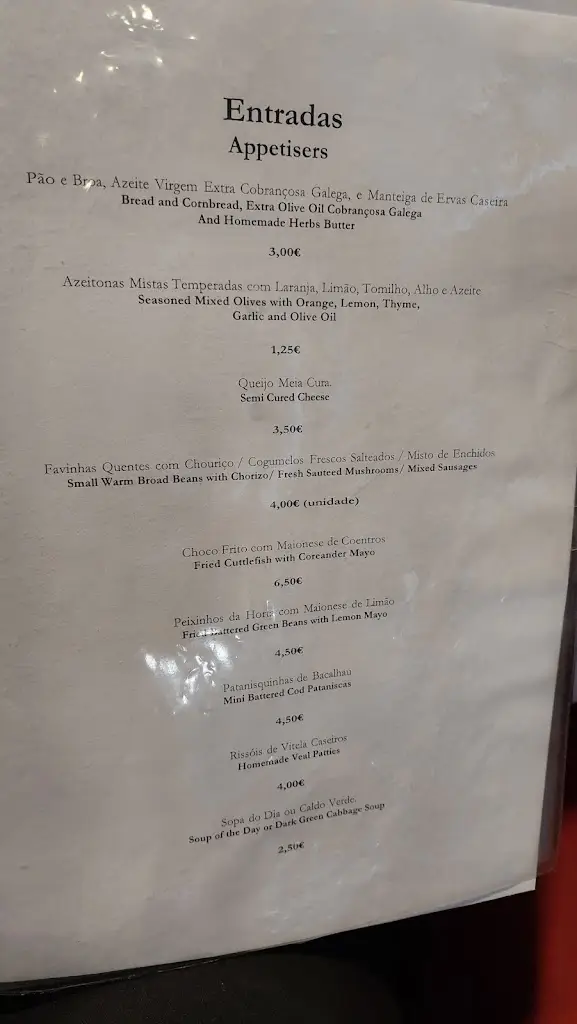 Entradas
Appetisers
Pão e Broa, Azeite Virgem Extra Cobrançosa Galega, e Manteiga de Ervas Caseira
Bread and Cornbread, Extra Olive Oil Cobrançosa Galega
And Homemade Herbs Butter
3,00€
Azeitonas Mistas Temperadas com Laranja, Limão, Tomilho, Alho e Azeite
Seasoned Mixed Olives with Orange, Lemon, Thyme,
Garlic and Olive Oil
1,25€
Queijo Meia Cura.
Semi Cured Cheese
3,50€
Favinhas Quentes com Chouriço / Cogumelos Frescos Salteados / Misto de Enchidos
Small Warm Broad Beans with Chorizo/ Fresh Sauteed Mushrooms/ Mixed Sausages
4,00€ (unidade)
Choco Frito com Maionese de Coentros
Fried Cuttlefish with Coreander Mayo
6,50€
Peixinhos da Horta com Maionese de Limão
Fried Battered Green Beans with Lemon Mayo
4,50€
Patanisquinhas de Bacalhau
Mini Battered Cod Pataniscas
4,50€
Rissóis de Vitela Caseiros
Homemade Veal Patties
4,00€
Sopa do Dia ou Caldo Verde.
Soup of the Day or Dark Green Cabbage Soup
2,50€